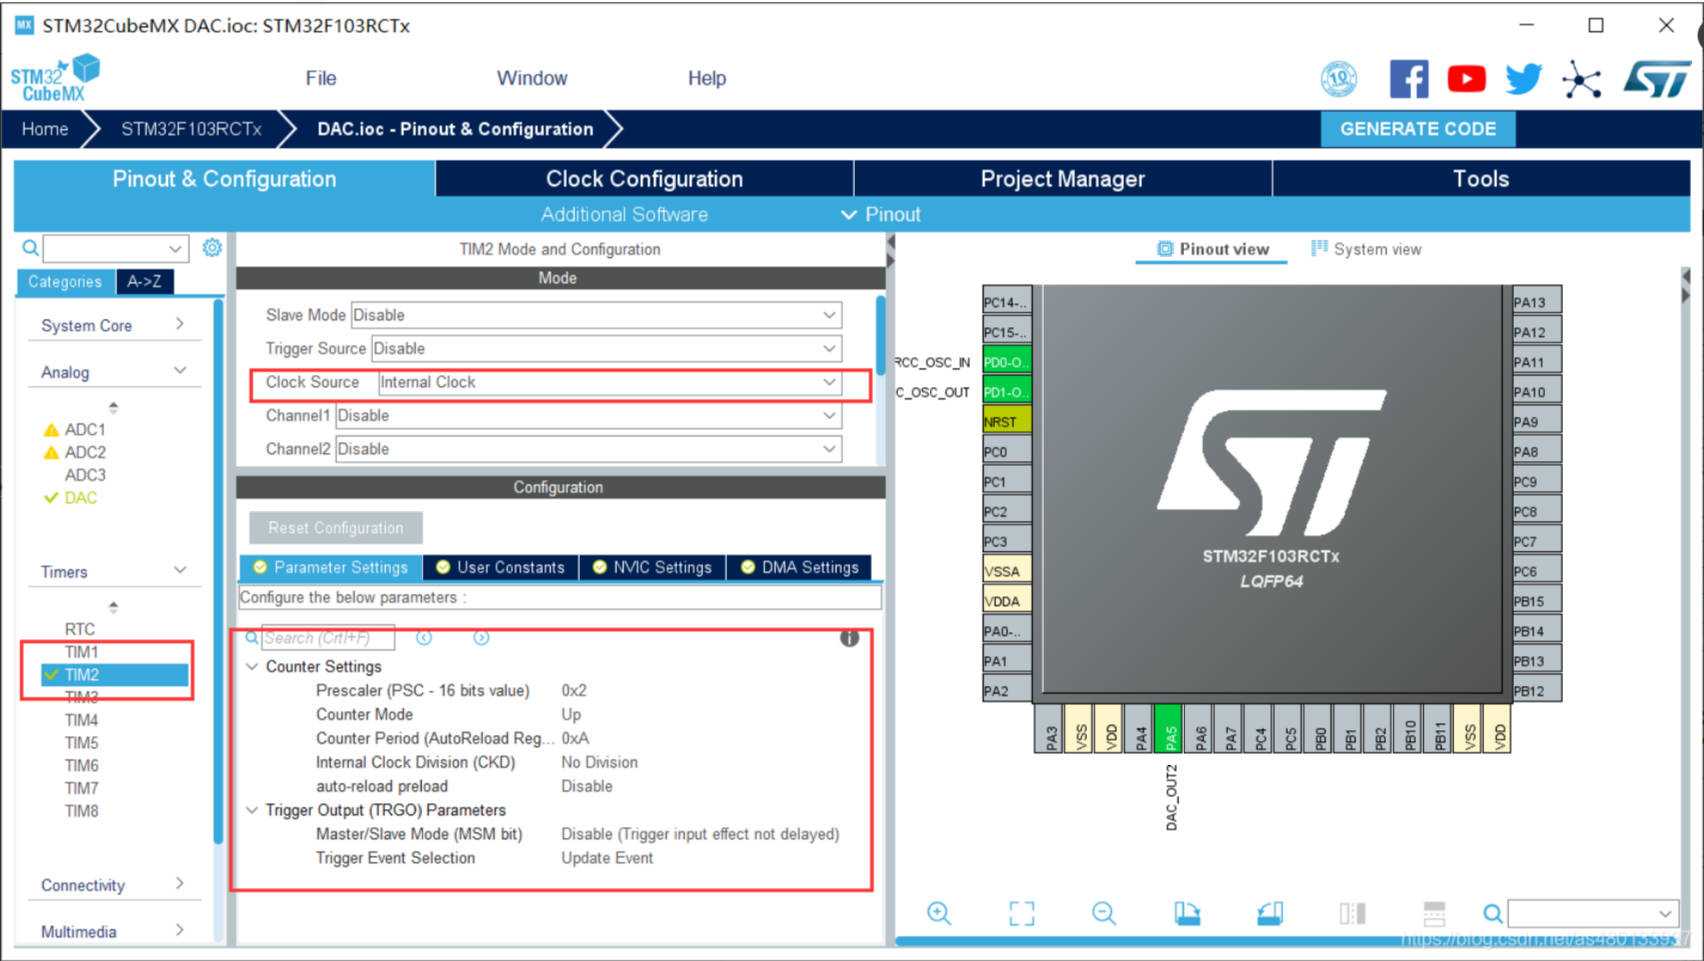 MX STM32CubeMX DAC.ioc: STM32F103RCTx
STM32
CubeMX
File Window Help
10
ST
Home STM32F103RCTx DAC.ioc - Pinout & Configuration GENERATE CODE
Pinout & Configuration Clock Configuration Project Manager Tools
Additional Software Pinout
Categories A->Z
System Core
Analog
ADC1
ADC2
ADC3
DAC
Timers
RTC
TIM1
TIM2
TIM3
TIM4
TIM5
TIM6
TIM7
TIM8
Connectivity
Multimedia
TIM2 Mode and Configuration
Mode
Slave Mode Disable
Trigger Source Disable
Clock Source Internal Clock
Channel1 Disable
Channel2 Disable
Configuration
Reset Configuration
Parameter Settings User Constants NVIC Settings DMA Settings
Configure the below parameters :
Search (Crtl+F)
Counter Settings
Prescaler (PSC - 16 bits value) 0x2
Counter Mode Up
Counter Period (AutoReload Reg... 0xA
Internal Clock Division (CKD) No Division
auto-reload preload Disable
Trigger Output (TRGO) Parameters
Master/Slave Mode (MSM bit) Disable (Trigger input effect not delayed)
Trigger Event Selection Update Event
Pinout view System view
PC14-..
PC15-..
RCC_OSC_IN PD0-O..
C_OSC_OUT PD1-O..
NRST
PC0
PC1
PC2
PC3
VSSA
VDDA
PA0-..
PA1
PA2
ST
STM32F103RCTx
LQFP64
PA13
PA12
PA11
PA10
PA9
PA8
PC9
PC8
PC7
PC6
PB15
PB14
PB13
PB12
PA3 VSS VDD PA4 PA5 PA6 PA7 PC4 PC5 PB0 PB1 PB2 PB10 PB11 VSS VDD
DAC_OUT2